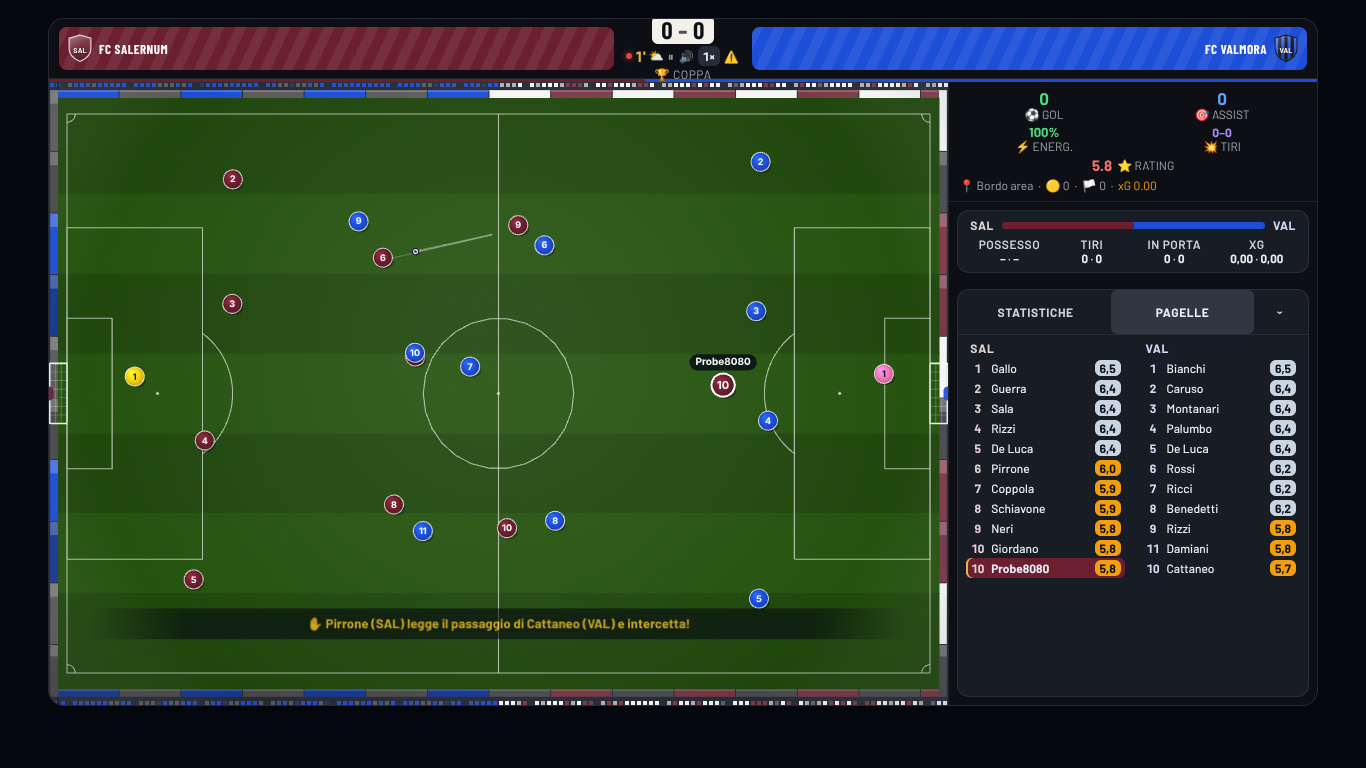 SAL
FC SALERNUM
0 - 0
1'
1×
COPPA
FC VALMORA
VAL
0
GOL
0
ASSIST
100%
ENERG.
0-0
TIRI
5.8 RATING
Bordo area · 0 · 0 · xG 0.00
SAL
VAL
POSSESSO
TIRI
IN PORTA
XG
– · –
0 · 0
0 · 0
0,00 · 0,00
STATISTICHE
PAGELLE
SAL
VAL
1 Gallo 6,5
1 Bianchi 6,5
2 Guerra 6,4
2 Caruso 6,4
3 Sala 6,4
3 Montanari 6,4
4 Rizzi 6,4
4 Palumbo 6,4
5 De Luca 6,4
5 De Luca 6,4
6 Pirrone 6,0
6 Rossi 6,2
7 Coppola 5,9
7 Ricci 6,2
8 Schiavone 5,9
8 Benedetti 6,2
9 Neri 5,8
9 Rizzi 5,8
10 Giordano 5,8
11 Damiani 5,8
10 Probe8080 5,8
10 Cattaneo 5,7
2
2
9
9
6
6
3
3
10
7
Probe8080
10
1
1
4
4
8
11
10
8
5
5
Pirrone (SAL) legge il passaggio di Cattaneo (VAL) e intercetta!